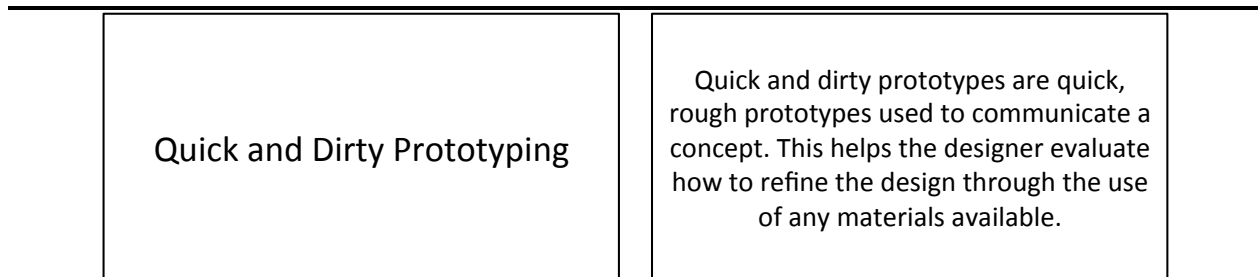 Quick and Dirty Prototyping
Quick and dirty prototypes are quick,
rough prototypes used to communicate a
concept. This helps the designer evaluate
how to refine the design through the use
of any materials available.